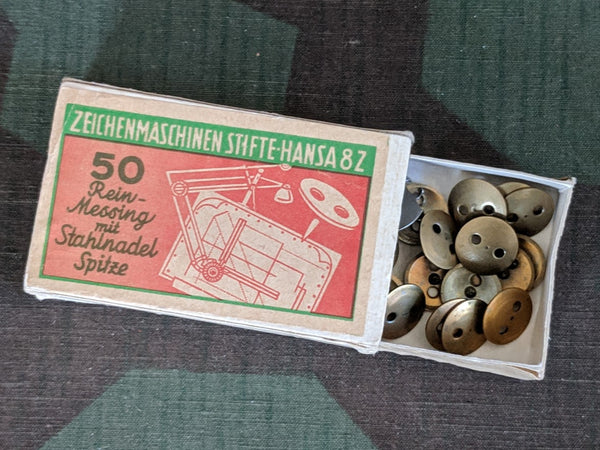 ZEICHENMASCHINEN STIFTE-HANSA 8Z
50
Rein-
Messing
mit
Stahlnadel
Spitze